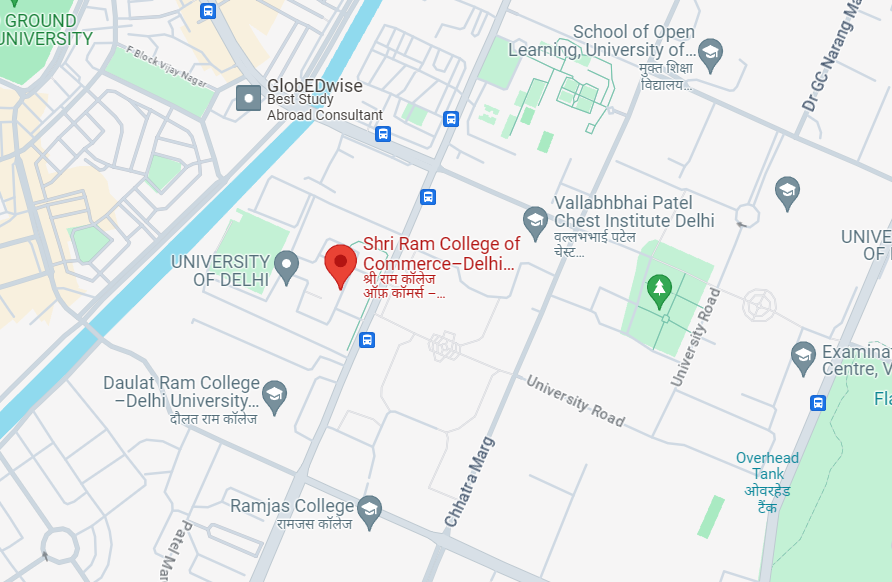 GROUND
UNIVERSITY
F Block Vijay Nagar
GlobEDwise
Best Study
Abroad Consultant
School of Open
Learning, University of...
मुक्त शिक्षा
विद्यालय...
Dr GC Narang Ma
Vallabhbhai Patel
Chest Institute Delhi
वल्लभभाई पटेल
चेस्ट...
UNIVE
OF
UNIVERSITY
OF DELHI
Shri Ram College of
Commerce–Delhi...
श्री राम कॉलेज
ऑफ़ कॉमर्स –...
University Road
Examinat
Centre, V
Daulat Ram College
–Delhi University...
दौलत राम कॉलेज
University Road
Fla
Chhatra Marg
Overhead
Tank
ओवरहेड
टैंक
Ramjas College
रामजस कॉलेज
Patel Mar